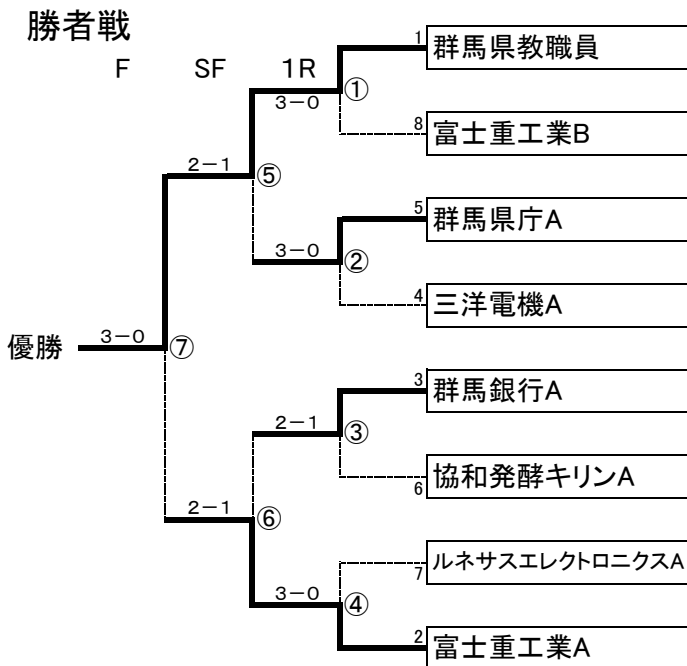 勝者戦
F SF 1R
1 群馬県教職員
3-0 ①
8 富士重工業B
2-1 ⑤
5 群馬県庁A
3-0 ②
4 三洋電機A
優勝 3-0 ⑦
3 群馬銀行A
2-1 ③
6 協和発酵キリンA
2-1 ⑥
7 ルネサスエレクトロニクスA
3-0 ④
2 富士重工業A